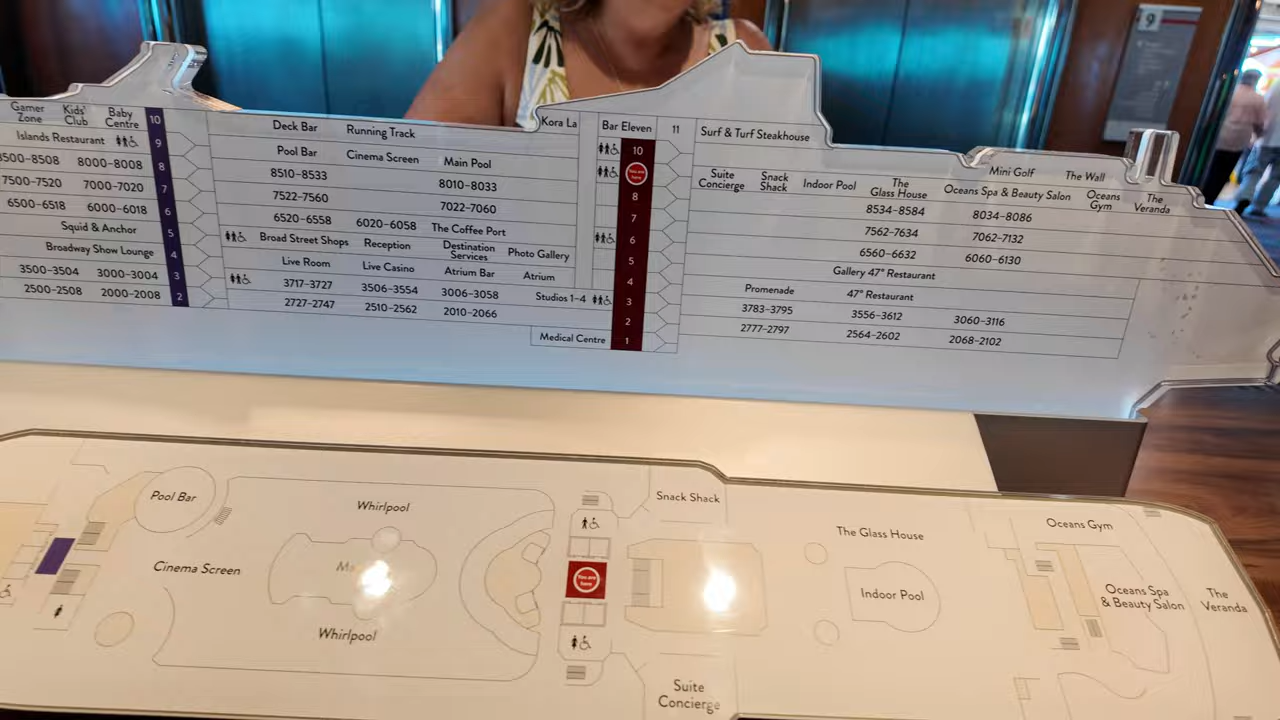 9
Gamer Zone
Kids' Club
Baby Centre
10
Islands Restaurant
9
8500-8508 8000-8008
8
7500-7520 7000-7020
7
6500-6518 6000-6018
6
Squid & Anchor
5
Broadway Show Lounge
4
3500-3504 3000-3004
3
2500-2508 2000-2008
2
Deck Bar Running Track
Pool Bar Cinema Screen Main Pool
8510-8533 8010-8033
7522-7560 7022-7060
6520-6558 6020-6058 The Coffee Port
Broad Street Shops Reception Destination Services Photo Gallery
Live Room Live Casino Atrium Bar Atrium
3717-3727 3506-3554 3006-3058 Studios 1-4
2727-2747 2510-2562 2010-2066
Medical Centre
Kora La
Bar Eleven
11
10
You are here
8
7
6
5
4
3
2
1
Surf & Turf Steakhouse
Mini Golf The Wall
Suite Concierge
Snack Shack
Indoor Pool
The Glass House
Oceans Spa & Beauty Salon
Oceans Gym
The Veranda
8534-8584 8034-8086
7562-7634 7062-7132
6560-6632 6060-6130
Gallery 47° Restaurant
Promenade 47° Restaurant
3783-3795 3556-3612 3060-3116
2777-2797 2564-2602 2068-2102
Pool Bar
Whirlpool
Cinema Screen
Whirlpool
You are here
Snack Shack
Suite
Concierge
The Glass House
Indoor Pool
Oceans Gym
Oceans Spa
& Beauty Salon
The
Veranda